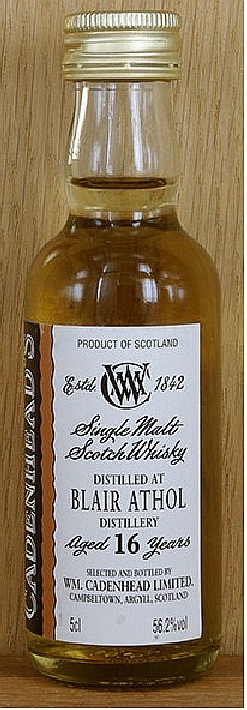 PRODUCT OF SCOTLAND
Estd WC 1842
Single Malt
Scotch Whisky
DISTILLED AT
BLAIR ATHOL
DISTILLERY
Aged 16 Years
SELECTED AND BOTTLED BY
WM. CADENHEAD LIMITED.
CAMPBELTOWN, ARGYLL, SCOTLAND
5cl 56.2%vol
CADENHEAD'S